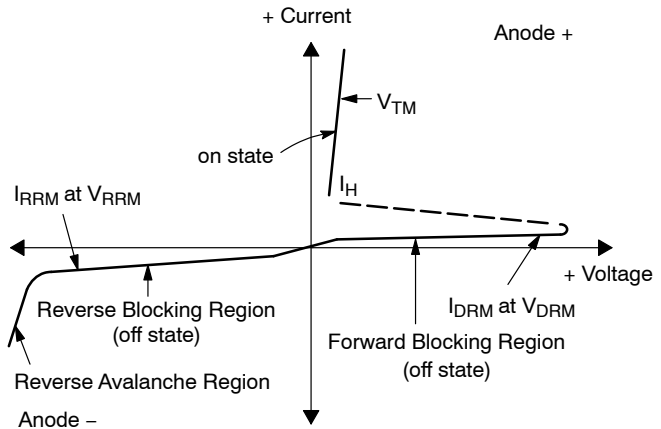 + Current
Anode +
V_TM
on state
I_H
I_RRM at V_RRM
+ Voltage
Reverse Blocking Region
(off state)
I_DRM at V_DRM
Forward Blocking Region
(off state)
Reverse Avalanche Region
Anode −